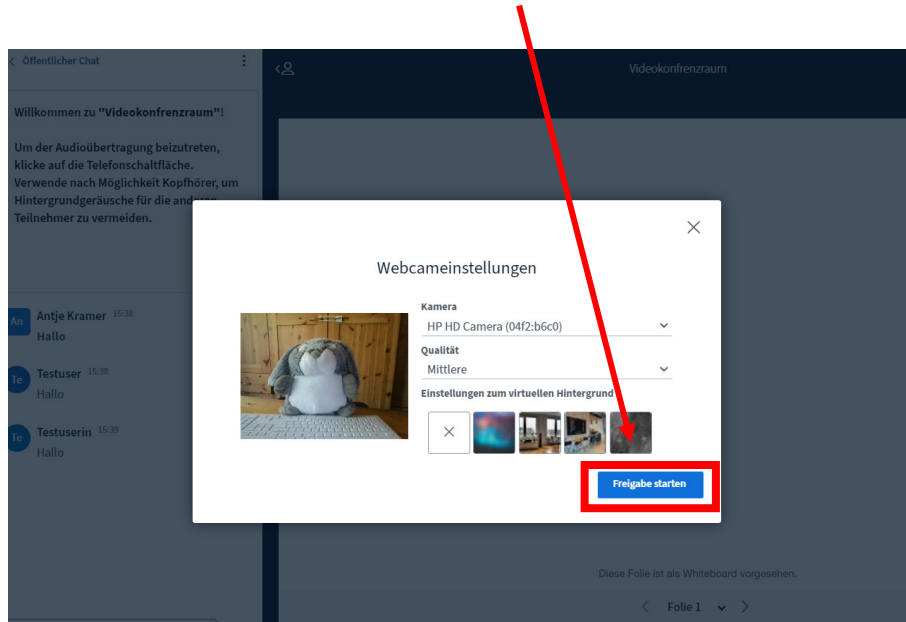 Öffentlicher Chat
Videokonfrenzraum
Willkommen zu "Videokonfrenzraum"!
Um der Audioübertragung beizutreten,
klicke auf die Telefonschaltfläche.
Verwende nach Möglichkeit Kopfhörer, um
Hintergrundgeräusche für die anderen
Teilnehmer zu vermeiden.
An
Antje Kramer 15:38
Hallo
Te
Testuser 15:38
Hallo
Te
Testuserin 15:39
Hallo
Webcameinstellungen
Kamera
HP HD Camera (04f2:b6c0)
Qualität
Mittlere
Einstellungen zum virtuellen Hintergrund
Freigabe starten
Diese Folie ist als Whiteboard vorgesehen.
Folie 1